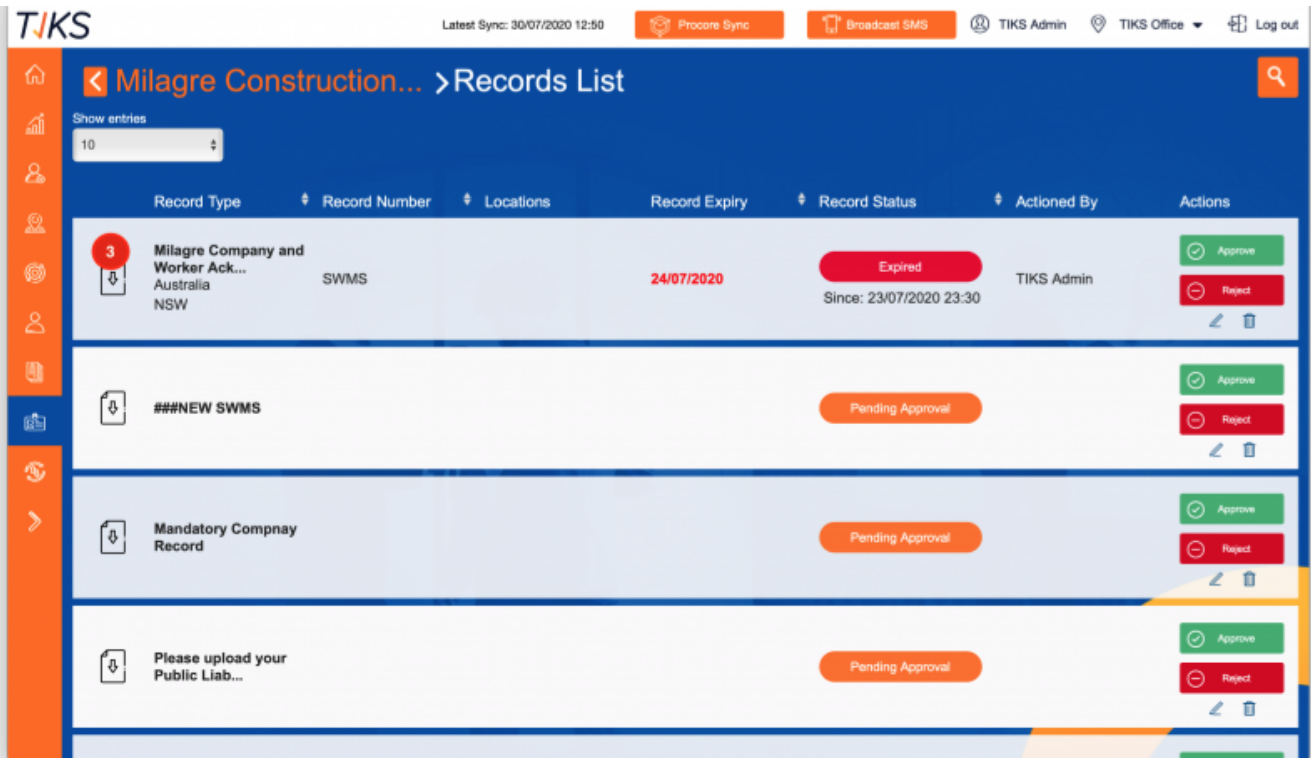 TIKS
Latest Sync: 30/07/2020 12:50
Procore Sync
Broadcast SMS
TIKS Admin
TIKS Office
Log out
Milagre Construction... >Records List
Show entries
10
Record Type
Record Number
Locations
Record Expiry
Record Status
Actioned By
Actions
3
Milagre Company and
Worker Ack...
Australia
NSW
SWMS
24/07/2020
Expired
Since: 23/07/2020 23:30
TIKS Admin
Approve
Reject
###NEW SWMS
Pending Approval
Approve
Reject
Mandatory Compnay
Record
Pending Approval
Approve
Reject
Please upload your
Public Liab...
Pending Approval
Approve
Reject